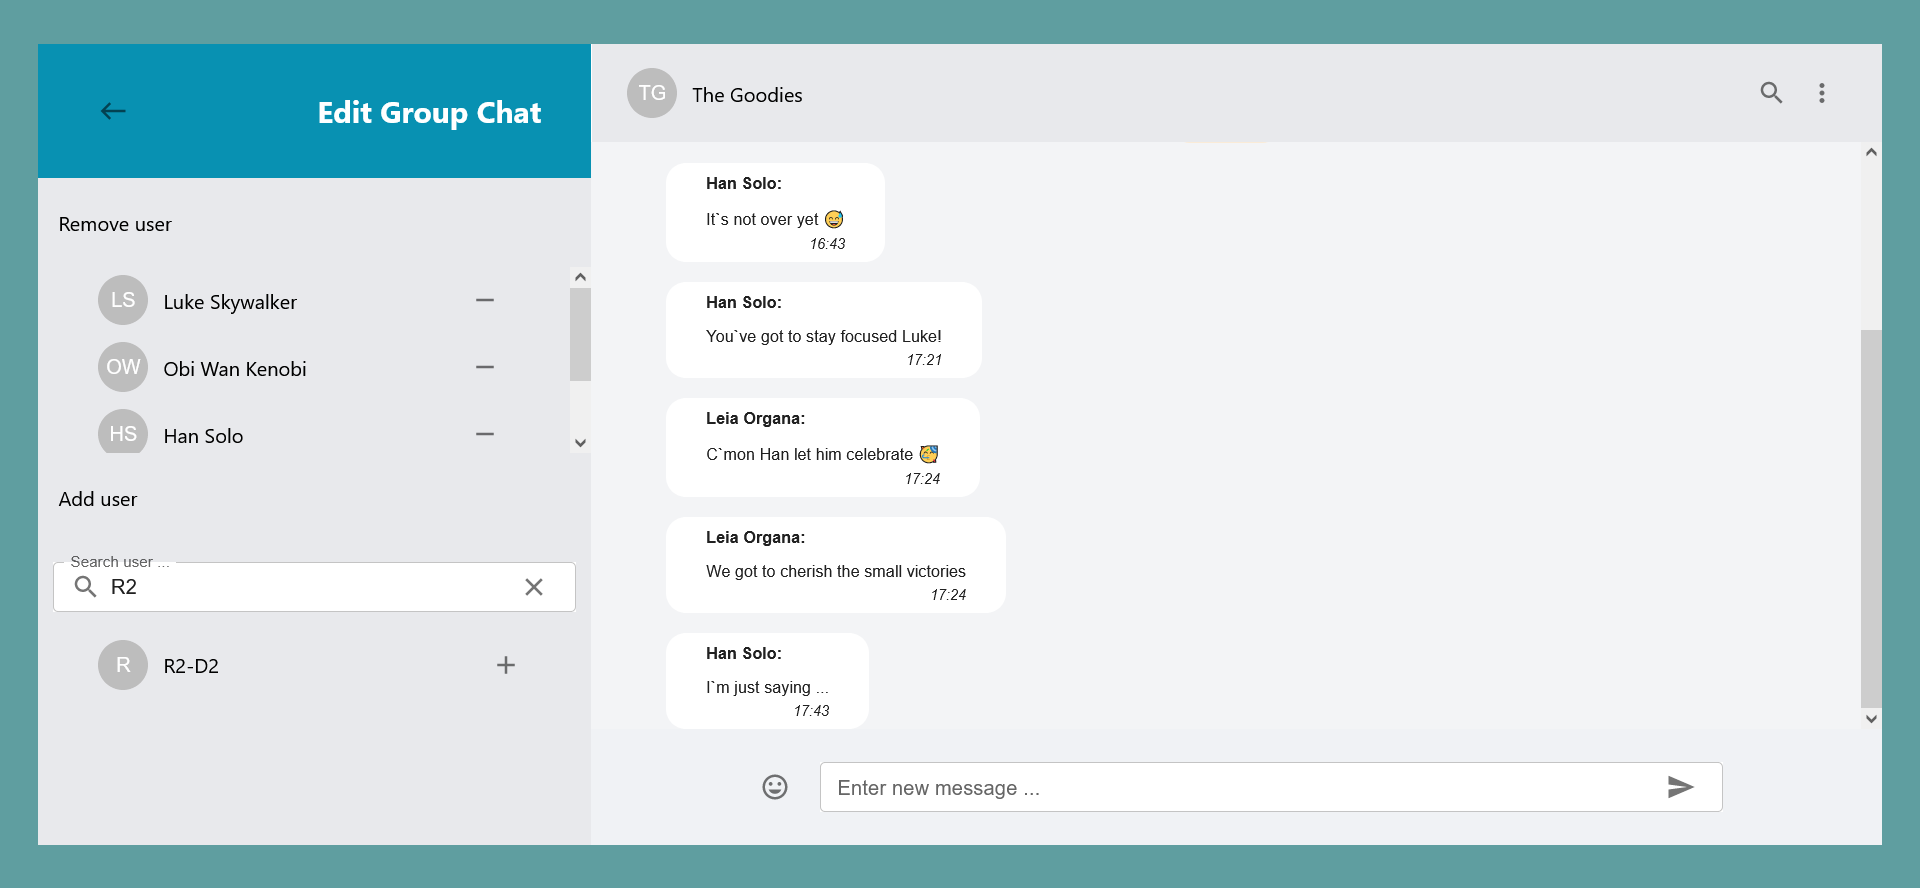 Edit Group Chat
Remove user
LS Luke Skywalker
OW Obi Wan Kenobi
HS Han Solo
Add user
Search user ...
R2
R R2-D2
TG The Goodies
Han Solo:
It`s not over yet 😅
16:43
Han Solo:
You`ve got to stay focused Luke!
17:21
Leia Organa:
C`mon Han let him celebrate 🥳
17:24
Leia Organa:
We got to cherish the small victories
17:24
Han Solo:
I`m just saying ...
17:43
Enter new message ...